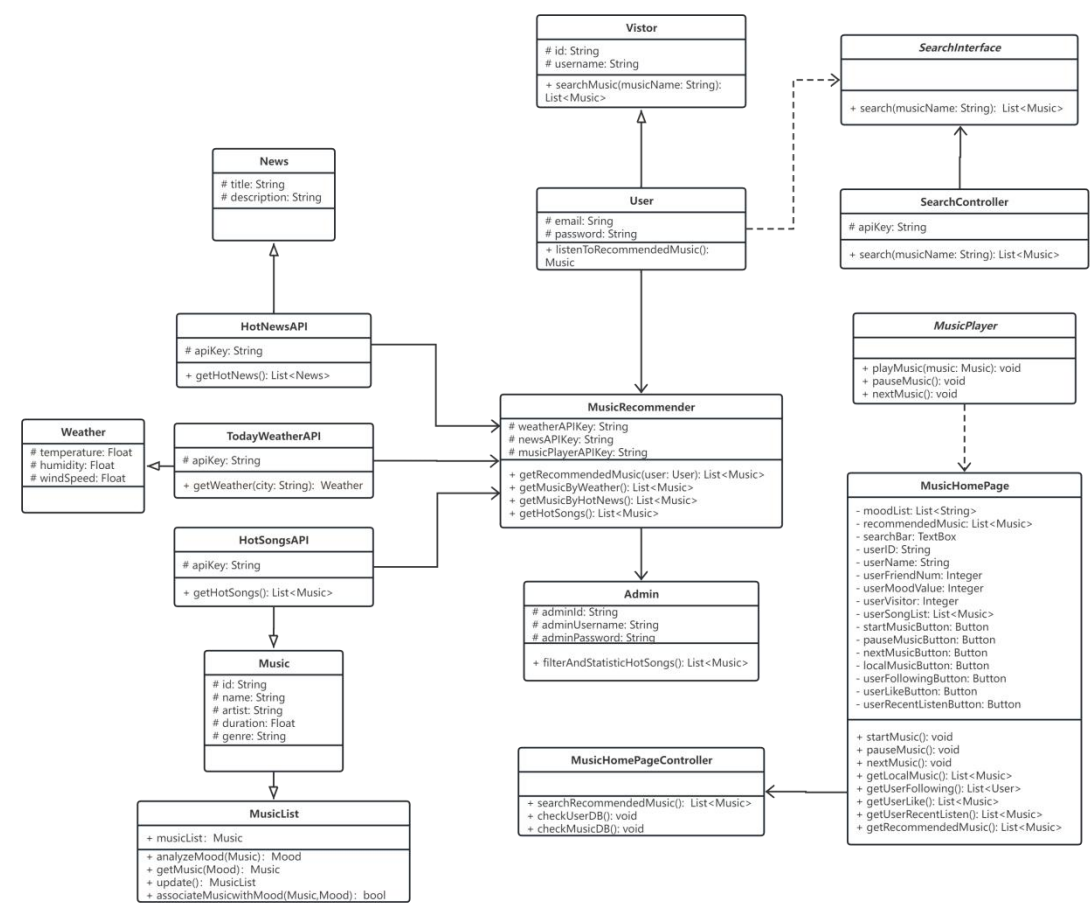 Vistor
# id: String
# username: String
+ searchMusic(musicName: String):
List<Music>
SearchInterface
+ search(musicName: String): List<Music>
News
# title: String
# description: String
User
# email: Sring
# password: String
+ listenToRecommendedMusic():
Music
SearchController
# apiKey: String
+ search(musicName: String): List<Music>
HotNewsAPI
# apiKey: String
+ getHotNews(): List<News>
MusicPlayer
+ playMusic(music: Music): void
+ pauseMusic(): void
+ nextMusic(): void
Weather
# temperature: Float
# humidity: Float
# windSpeed: Float
TodayWeatherAPI
# apiKey: String
+ getWeather(city: String): Weather
MusicRecommender
# weatherAPIKey: String
# newsAPIKey: String
# musicPlayerAPIKey: String
+ getRecommendedMusic(user: User): List<Music>
+ getMusicByWeather(): List<Music>
+ getMusicByHotNews(): List<Music>
+ getHotSongs(): List<Music>
HotSongsAPI
# apiKey: String
+ getHotSongs(): List<Music>
MusicHomePage
- moodList: List<String>
- recommendedMusic: List<Music>
- searchBar: TextBox
- userID: String
- userName: String
- userFriendNum: Integer
- userMoodValue: Integer
- userVisitor: Integer
- userSongList: List<Music>
- startMusicButton: Button
- pauseMusicButton: Button
- nextMusicButton: Button
- localMusicButton: Button
- userFollowingButton: Button
- userLikeButton: Button
- userRecentListenButton: Button
+ startMusic(): void
+ pauseMusic(): void
+ nextMusic(): void
+ getLocalMusic(): List<Music>
+ getUserFollowing(): List<User>
+ getUserLike(): List<Music>
+ getUserRecentListen(): List<Music>
+ getRecommendedMusic(): List<Music>
Admin
# adminId: String
# adminUsername: String
# adminPassword: String
+ filterAndStatisticHotSongs(): List<Music>
Music
# id: String
# name: String
# artist: String
# duration: Float
# genre: String
MusicHomePageController
+ searchRecommendedMusic(): List<Music>
+ checkUserDB(): void
+ checkMusicDB(): void
MusicList
+ musicList: Music
+ analyzeMood(Music): Mood
+ getMusic(Mood): Music
+ update(): MusicList
+ associateMusicwithMood(Music,Mood): bool